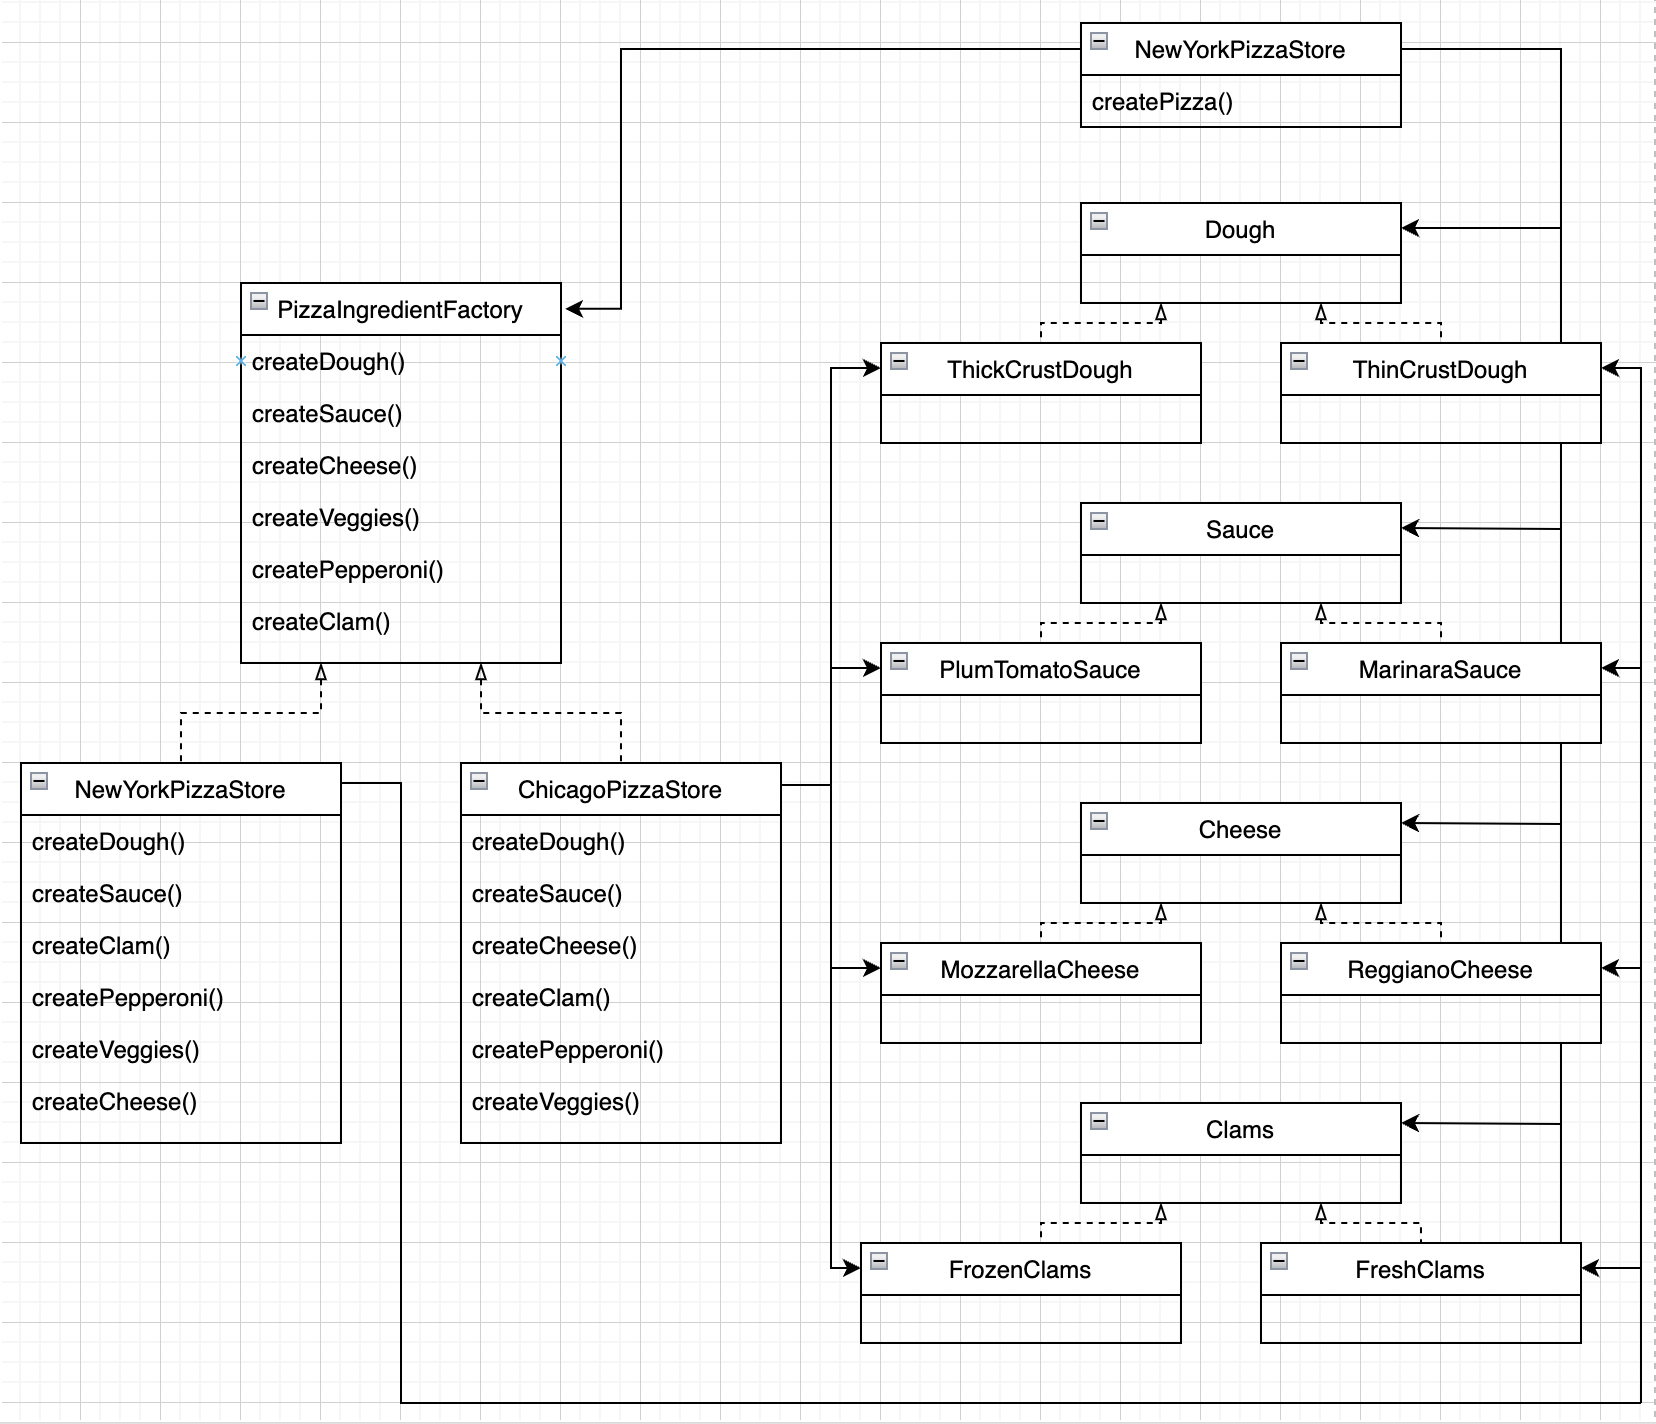 NewYorkPizzaStore
createPizza()
Dough
PizzaIngredientFactory
createDough()
createSauce()
createCheese()
createVeggies()
createPepperoni()
createClam()
ThickCrustDough
ThinCrustDough
Sauce
PlumTomatoSauce
MarinaraSauce
NewYorkPizzaStore
createDough()
createSauce()
createClam()
createPepperoni()
createVeggies()
createCheese()
ChicagoPizzaStore
createDough()
createSauce()
createCheese()
createClam()
createPepperoni()
createVeggies()
Cheese
MozzarellaCheese
ReggianoCheese
Clams
FrozenClams
FreshClams